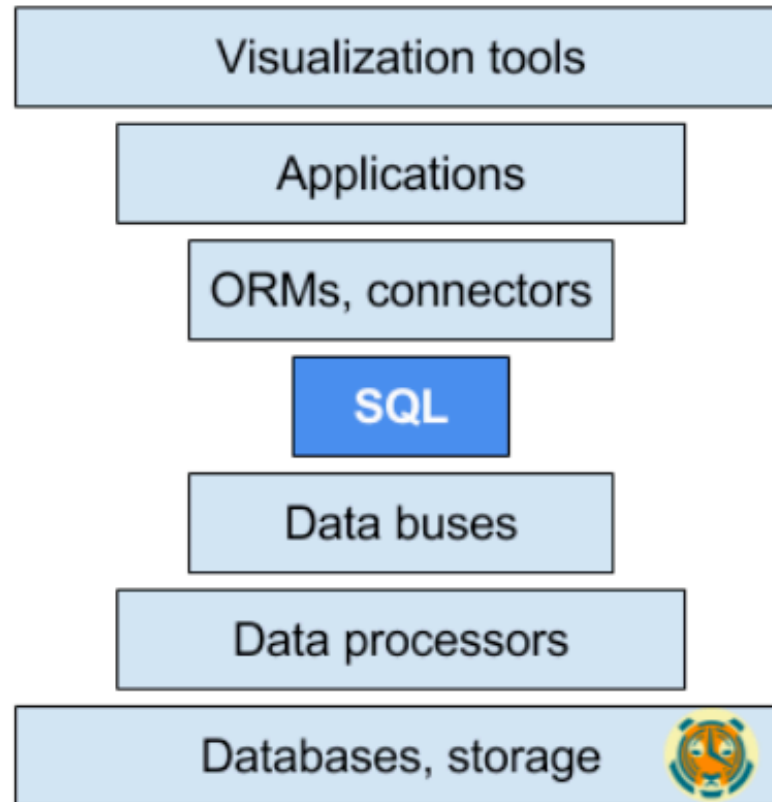 Visualization tools
Applications
ORMs, connectors
SQL
Data buses
Data processors
Databases, storage